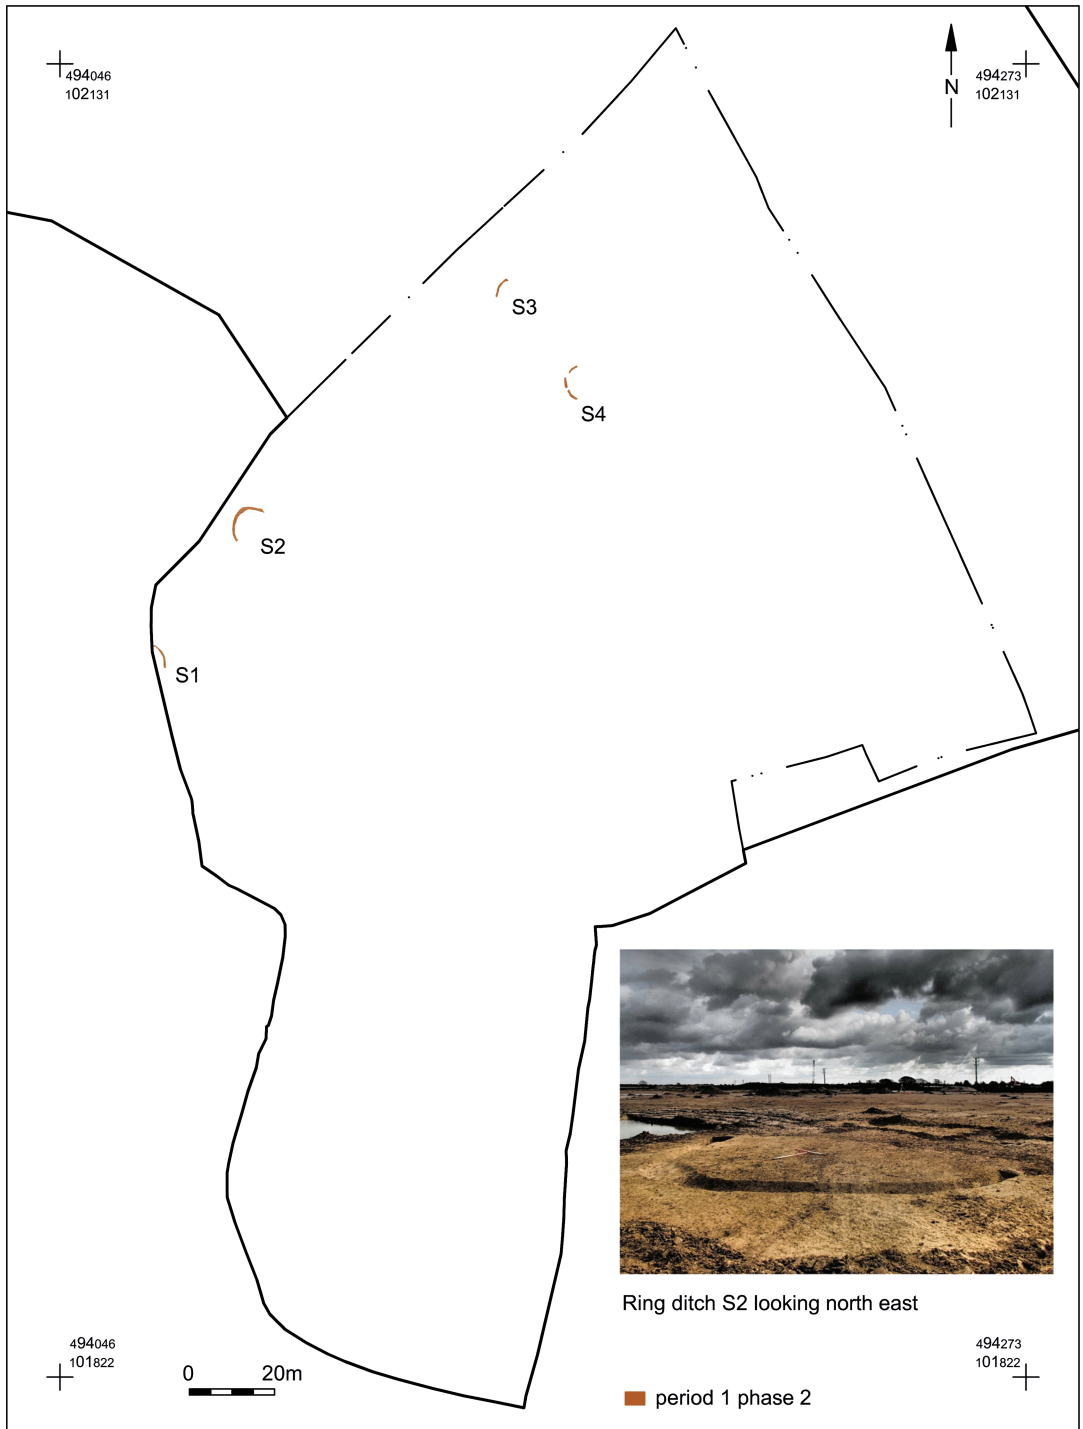 494046
102131
N
494273
102131
S3
S4
S2
S1
Ring ditch S2 looking north east
494046
101822
0 20m
494273
101822
period 1 phase 2